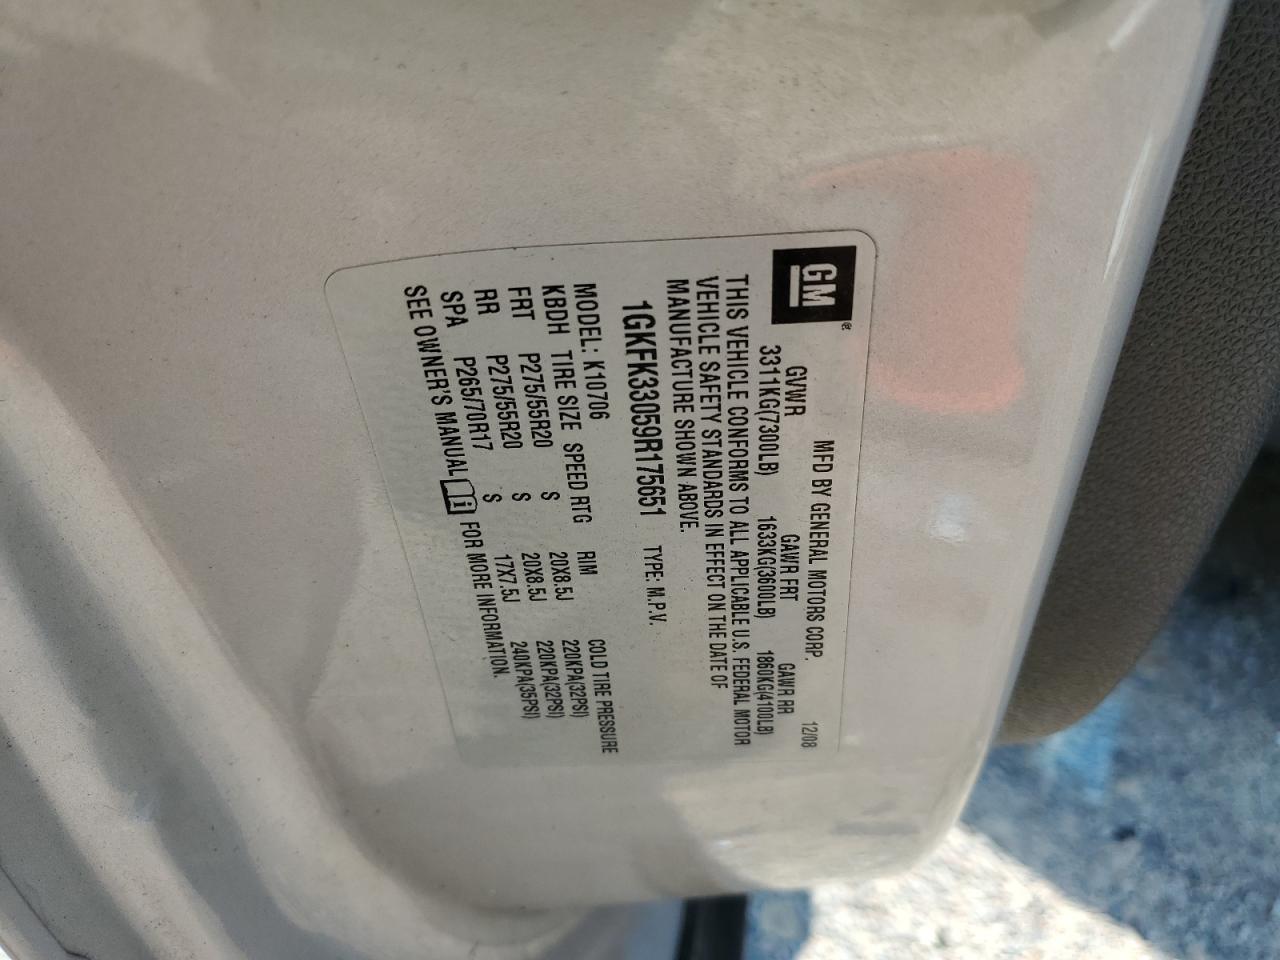 GM®
MFD BY GENERAL MOTORS CORP. 12/08
GVWR GAWR FRT GAWR RR
3311KG(7300LB) 1633KG(3600LB) 1860KG(4100LB)
THIS VEHICLE CONFORMS TO ALL APPLICABLE U.S. FEDERAL MOTOR
VEHICLE SAFETY STANDARDS IN EFFECT ON THE DATE OF
MANUFACTURE SHOWN ABOVE.
1GKFK33059R175651 TYPE: M.P.V.
MODEL: K10706
KBDH TIRE SIZE SPEED RTG RIM COLD TIRE PRESSURE
FRT P275/55R20 S 20X8.5J 220KPA(32PSI)
RR P275/55R20 S 20X8.5J 220KPA(32PSI)
SPA P265/70R17 S 17X7.5J 240KPA(35PSI)
SEE OWNER'S MANUAL i FOR MORE INFORMATION.